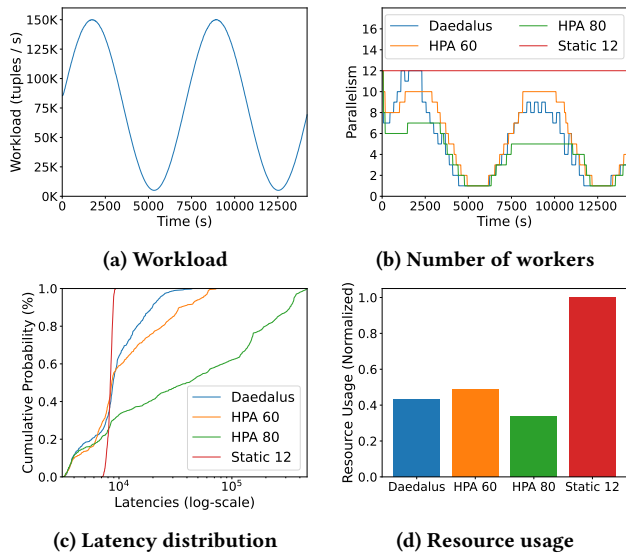 150K
125K
100K
75K
50K
25K
0K
Workload (tuples / s)
0 2500 5000 7500 10000 12500
Time (s)
(a) Workload
Daedalus HPA 80
HPA 60 Static 12
16
14
12
10
8
6
4
2
0
Parallelism
0 2500 5000 7500 10000 12500
Time (s)
(b) Number of workers
1.0
0.8
0.6
0.4
0.2
0.0
Cumulative Probability (%)
Daedalus
HPA 60
HPA 80
Static 12
10⁴ 10⁵
Latencies (log-scale)
(c) Latency distribution
1.0
0.8
0.6
0.4
0.2
0.0
Resource Usage (Normalized)
Daedalus HPA 60 HPA 80 Static 12
(d) Resource usage